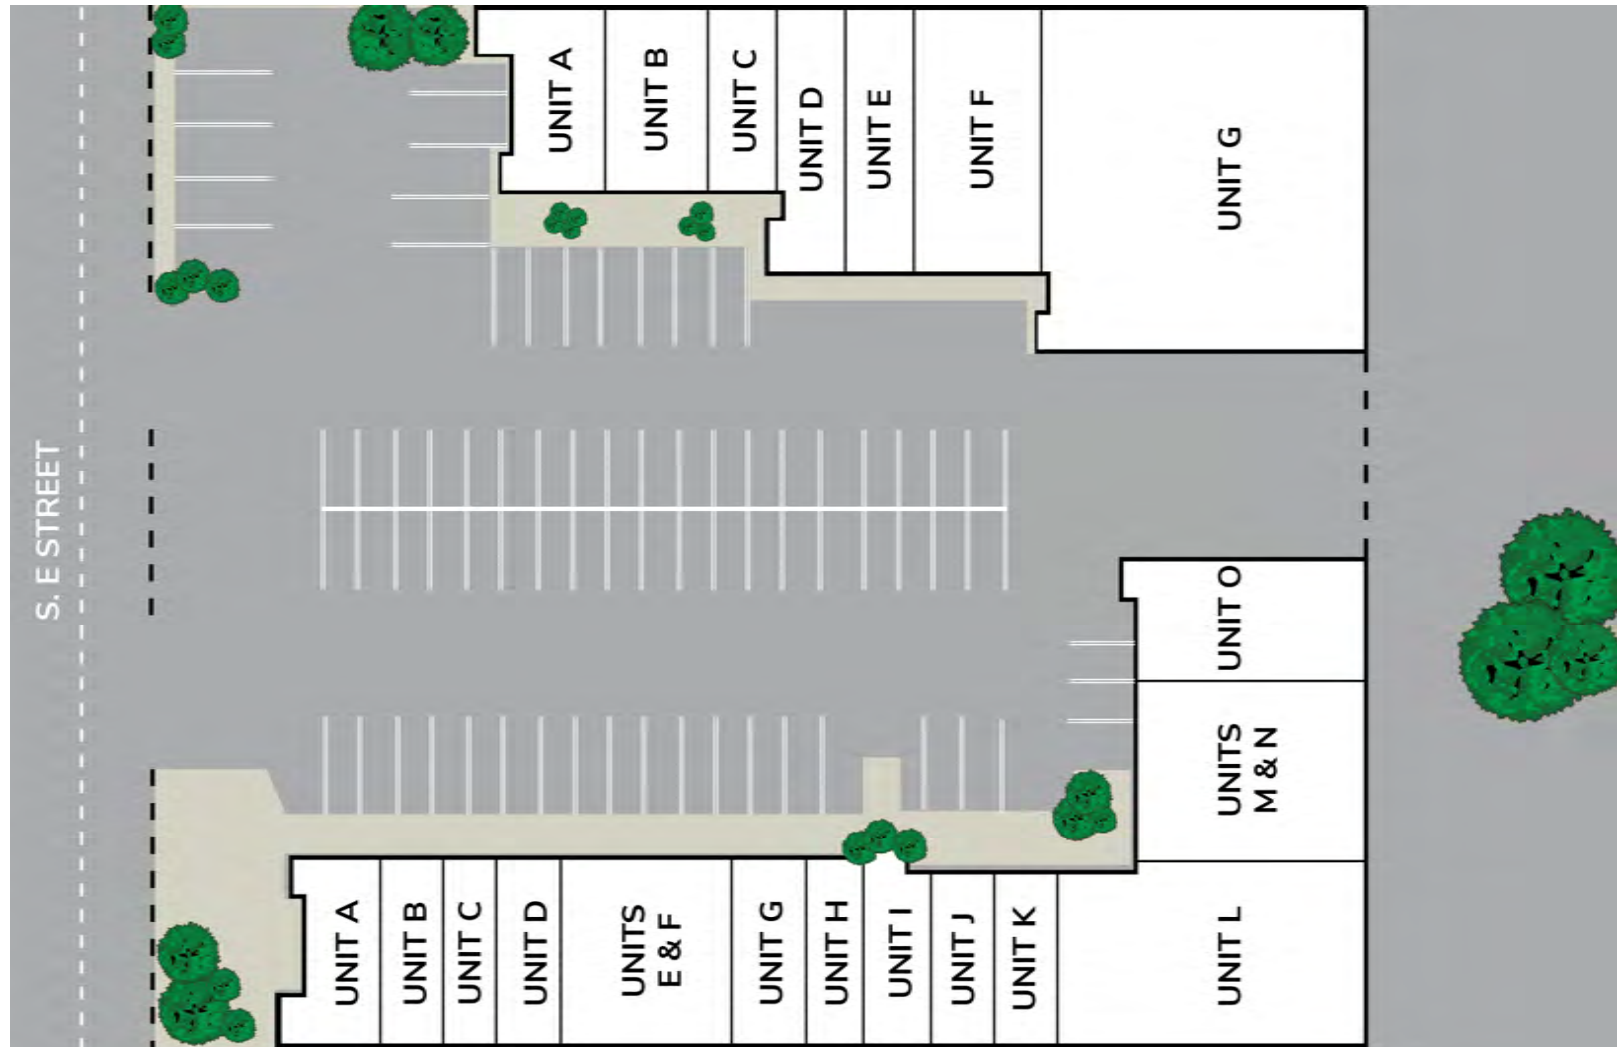 UNIT A
UNIT B
UNIT C
UNIT D
UNIT E
UNIT F
UNIT G
S. E STREET
UNIT O
UNITS
M & N
UNIT A
UNIT B
UNIT C
UNIT D
UNITS
E & F
UNIT G
UNIT H
UNIT I
UNIT J
UNIT K
UNIT L